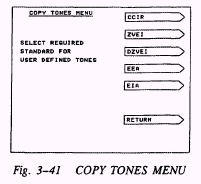 COPY TONES MENU
SELECT REQUIRED
STANDARD FOR
USER DEFINED TONES
CCIR
ZVEI
DZVEI
EEA
EIA
RETURN
Fig. 3-41 COPY TONES MENU